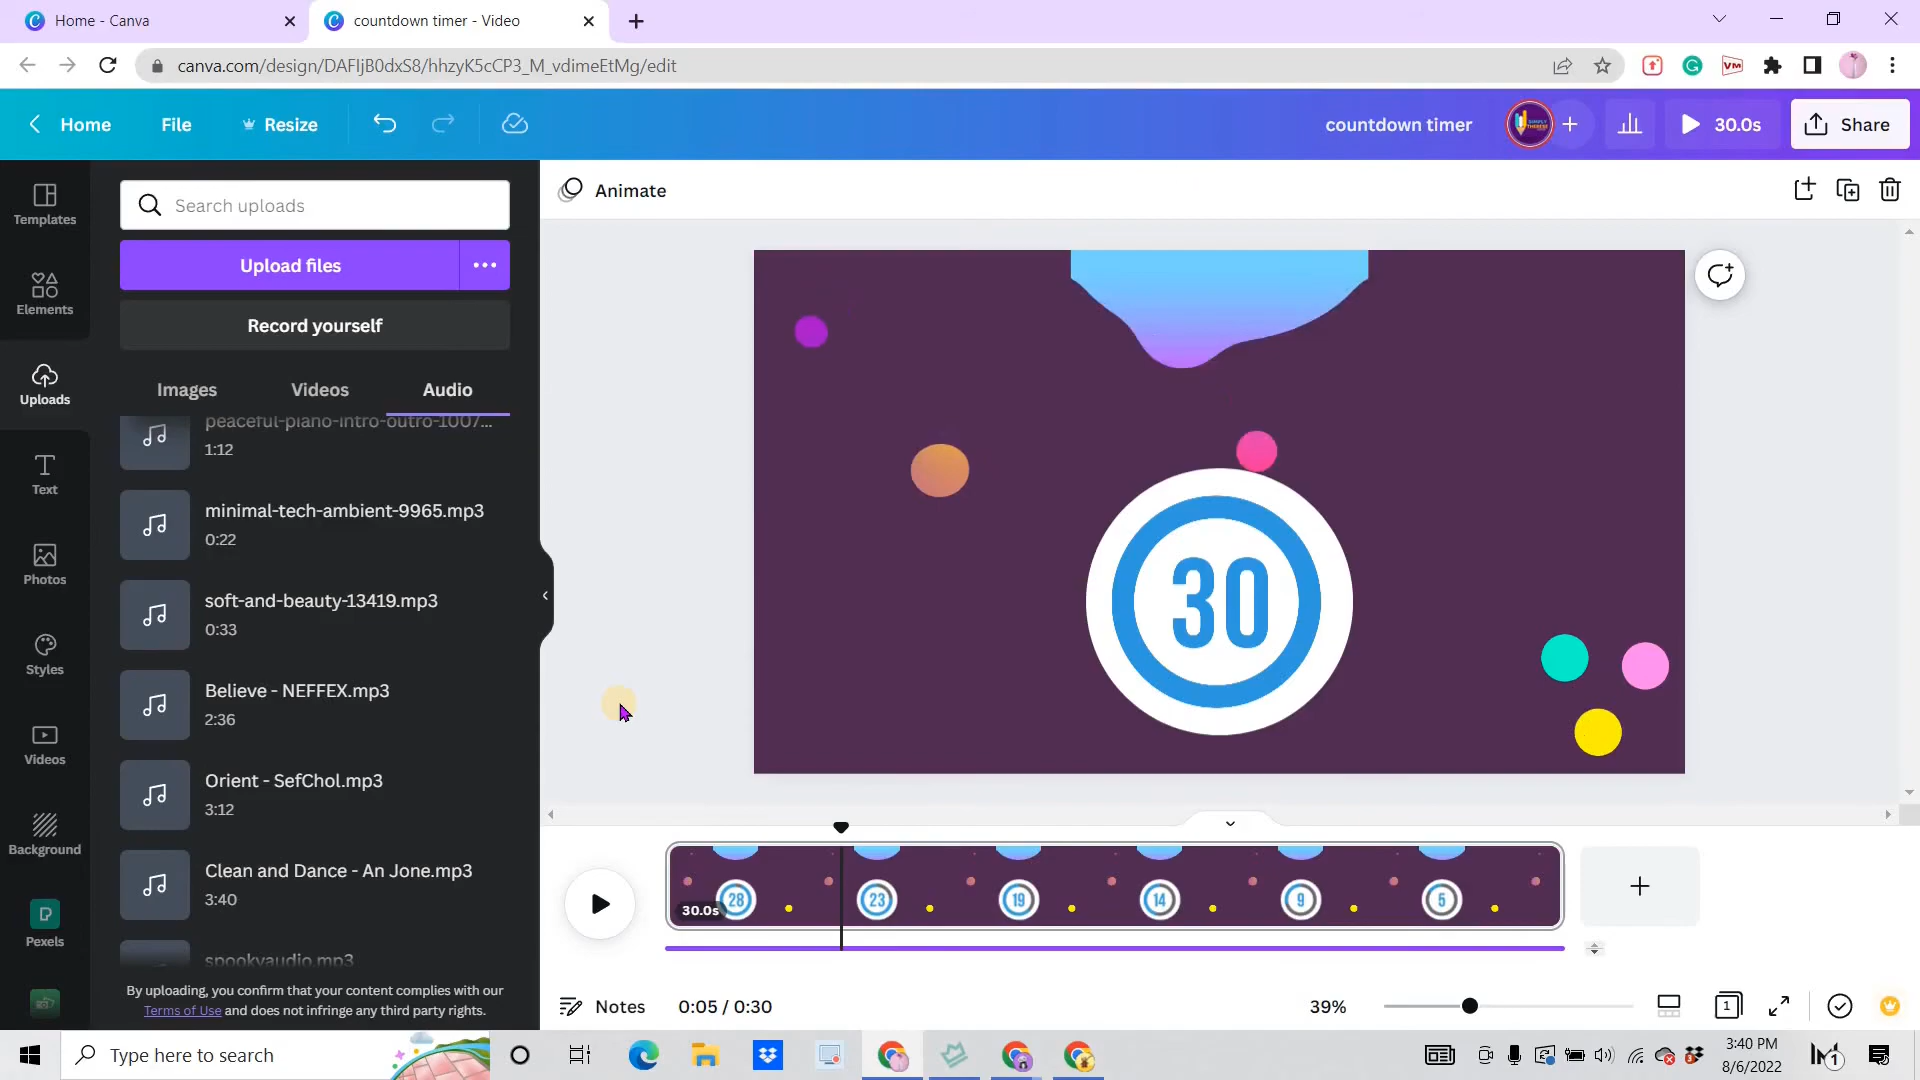 Home - Canva
countdown timer - Video
canva.com/design/DAFIjB0dxS8/hhzyK5cCP3_M_vdimeEtMg/edit
VM
Home
File
Resize
countdown timer
30.0s
Share
Templates
Elements
Uploads
Text
Photos
Styles
Videos
Background
Pexels
Search uploads
Upload files
Record yourself
Images
Videos
Audio
peaceful-piano-intro-outro-1007...
1:12
minimal-tech-ambient-9965.mp3
0:22
soft-and-beauty-13419.mp3
0:33
Believe - NEFFEX.mp3
2:36
Orient - SefChol.mp3
3:12
Clean and Dance - An Jone.mp3
3:40
spookyaudio.mp3
By uploading, you confirm that your content complies with our
Terms of Use and does not infringe any third party rights.
Animate
30
30.0s
28
23
19
14
9
5
Notes
0:05 / 0:30
39%
1
Type here to search
3:40 PM
8/6/2022